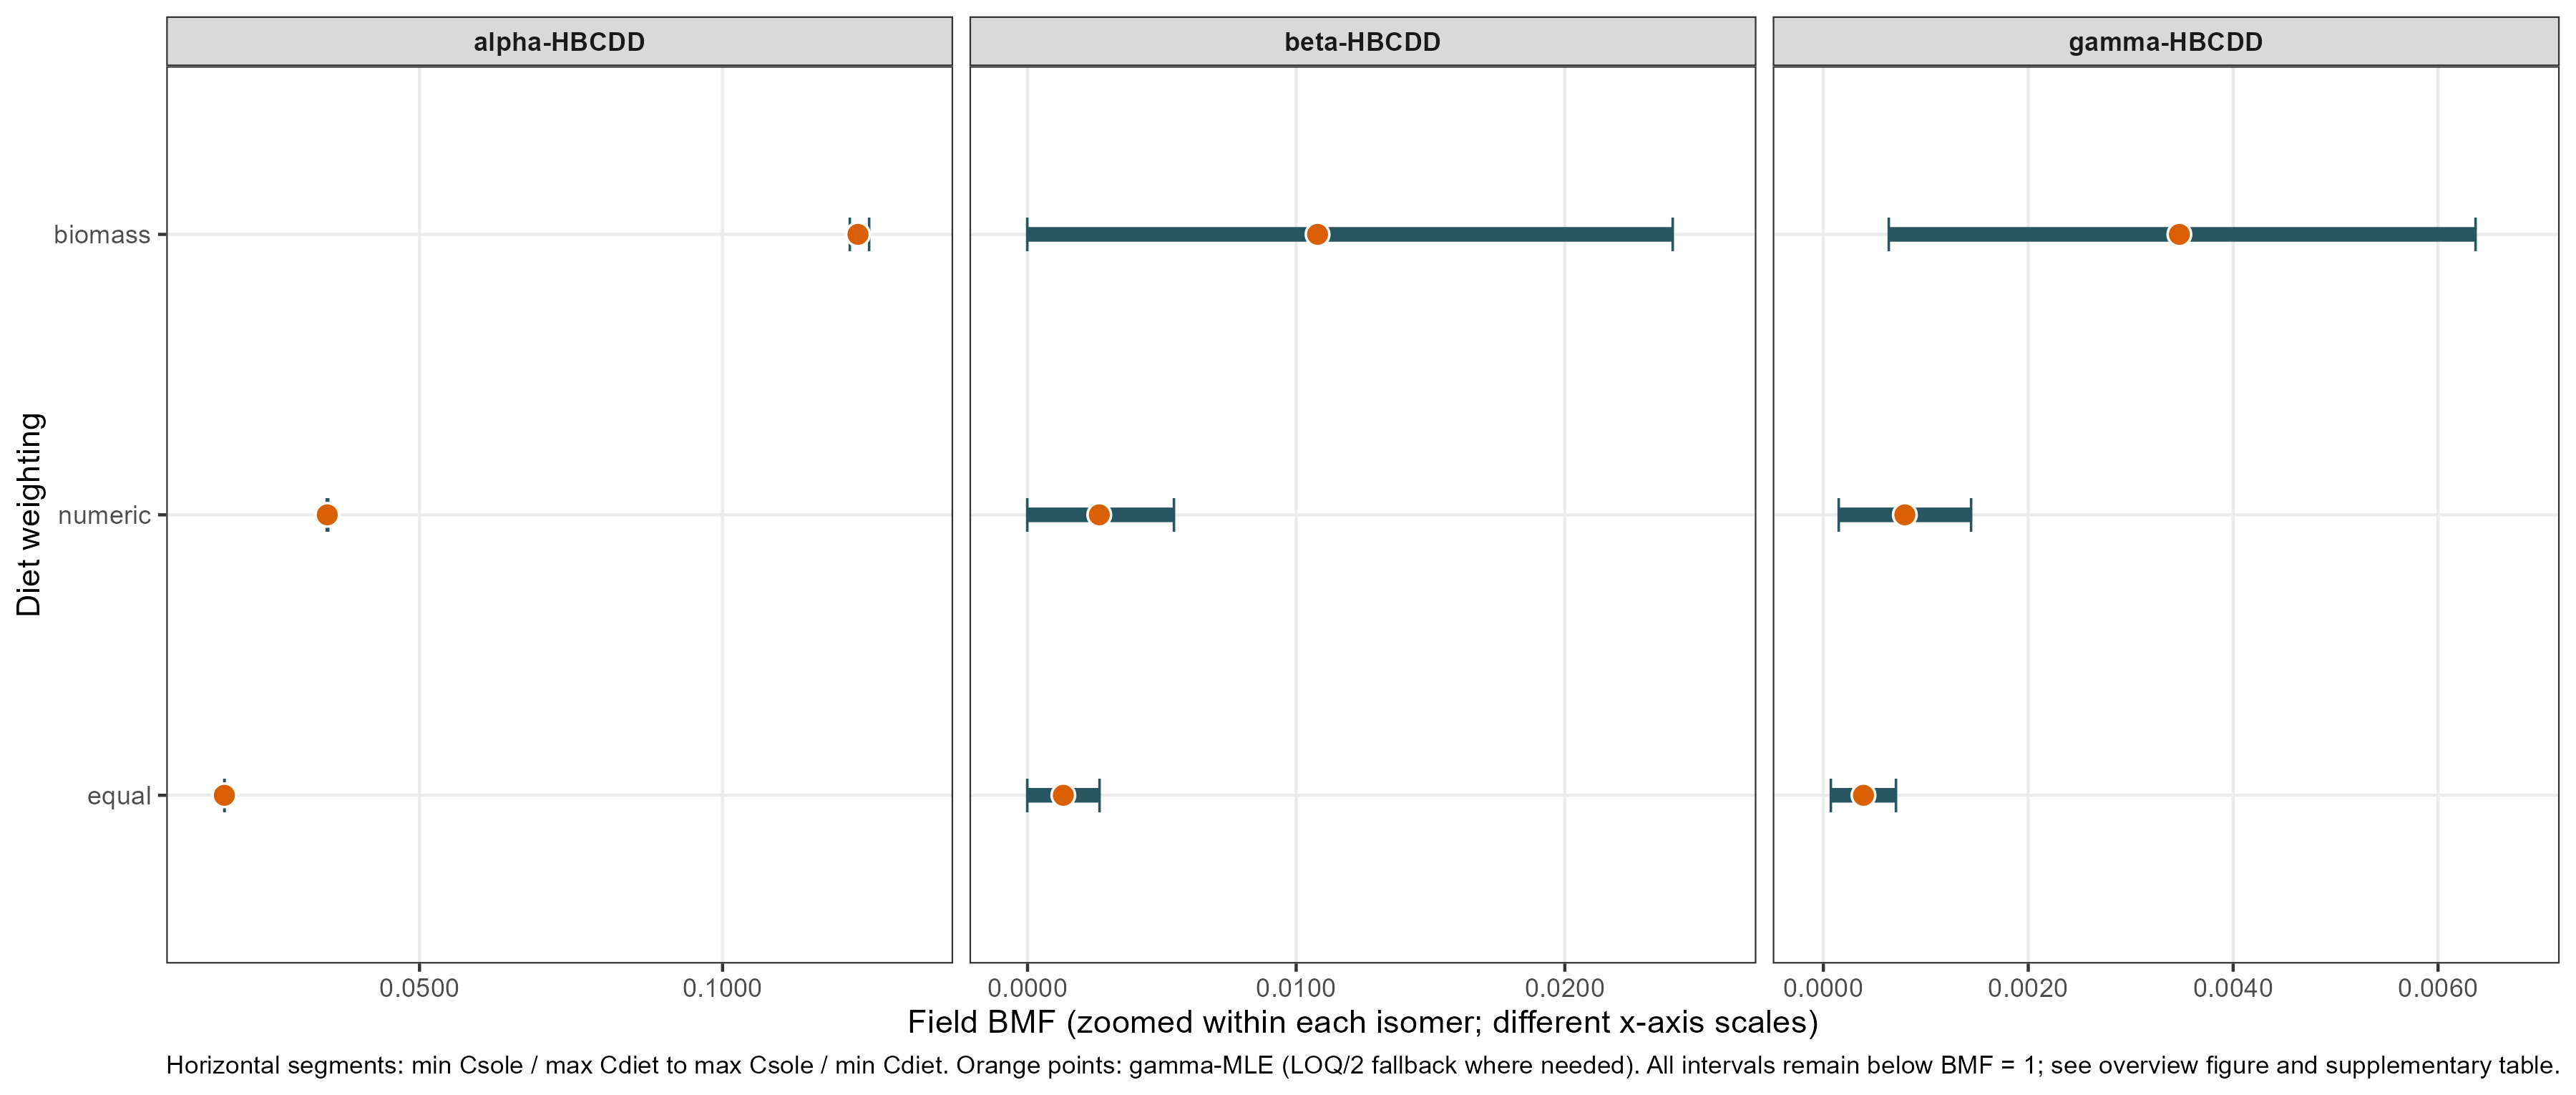 alpha-HBCDD beta-HBCDD gamma-HBCDD
Diet weighting
biomass
numeric
equal
0.0500 0.1000 0.0000 0.0100 0.0200 0.0000 0.0020 0.0040 0.0060
Field BMF (zoomed within each isomer; different x-axis scales)
Horizontal segments: min Csole / max Cdiet to max Csole / min Cdiet. Orange points: gamma-MLE (LOQ/2 fallback where needed). All intervals remain below BMF = 1; see overview figure and supplementary table.